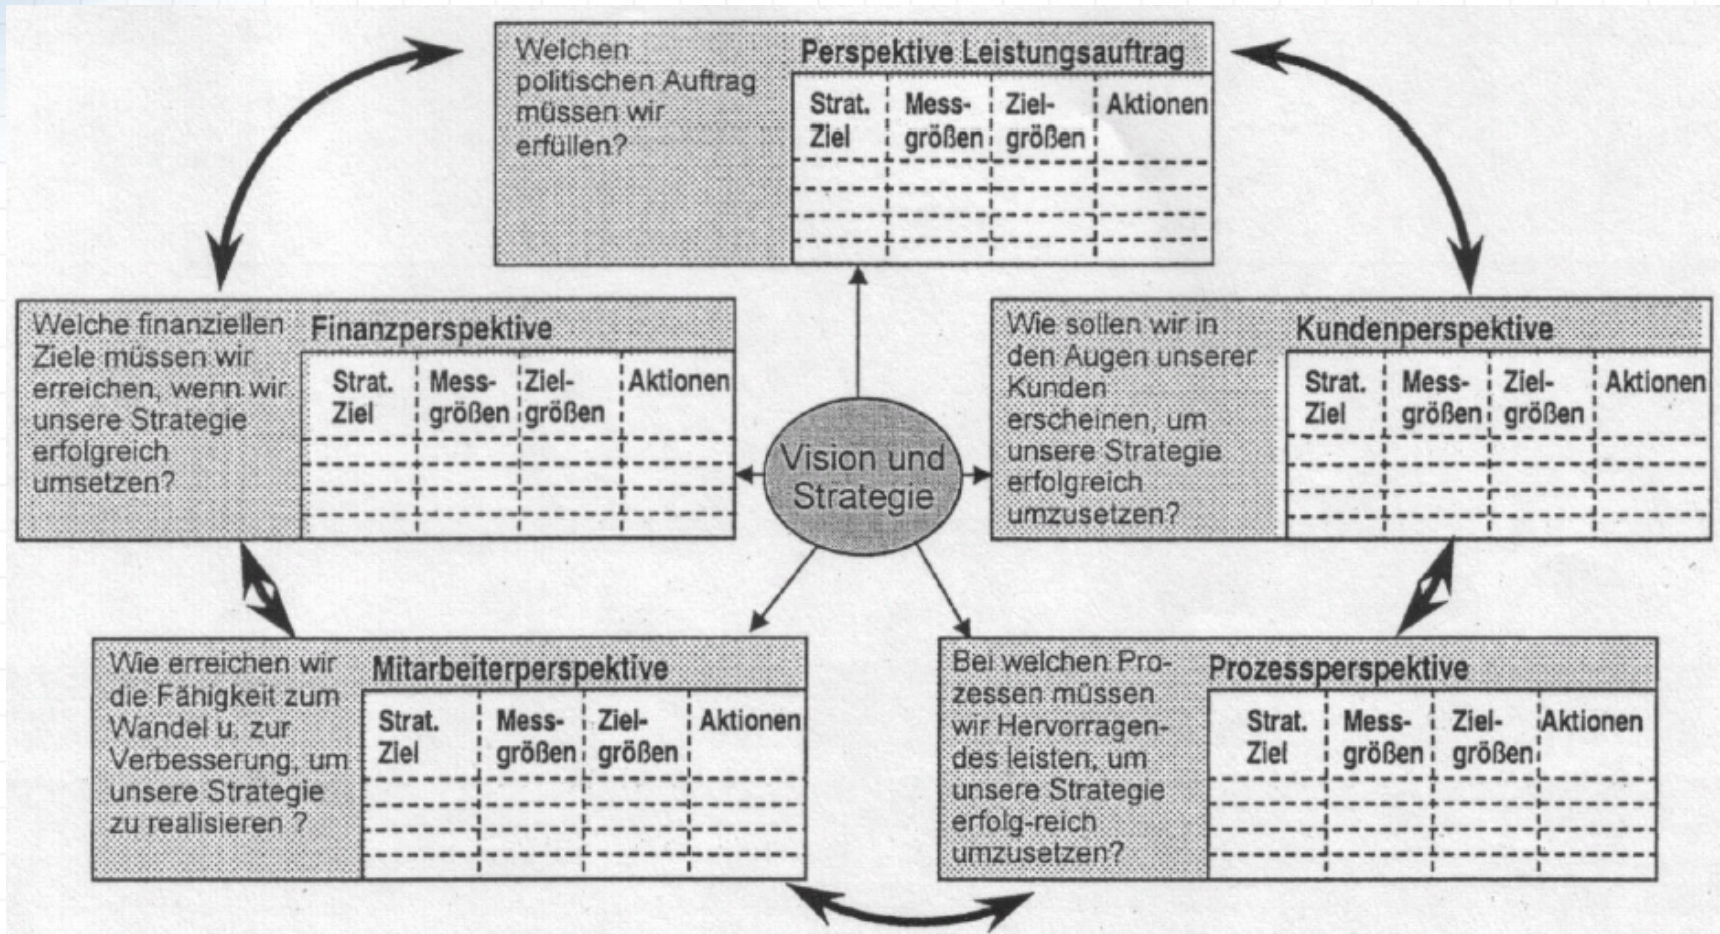 Welchen
politischen Auftrag
müssen wir
erfüllen?
Perspektive Leistungsauftrag
Strat. Ziel
Mess-größen
Ziel-größen
Aktionen
Welche finanziellen
Ziele müssen wir
erreichen, wenn wir
unsere Strategie
erfolgreich
umsetzen?
Finanzperspektive
Strat. Ziel
Mess-größen
Ziel-größen
Aktionen
Vision und
Strategie
Wie sollen wir in
den Augen unserer
Kunden
erscheinen, um
unsere Strategie
erfolgreich
umzusetzen?
Kundenperspektive
Strat. Ziel
Mess-größen
Ziel-größen
Aktionen
Wie erreichen wir
die Fähigkeit zum
Wandel u. zur
Verbesserung, um
unsere Strategie
zu realisieren ?
Mitarbeiterperspektive
Strat. Ziel
Mess-größen
Ziel-größen
Aktionen
Bei welchen Pro-
zessen müssen
wir Hervorragen-
des leisten, um
unsere Strategie
erfolg-reich
umzusetzen?
Prozessperspektive
Strat. Ziel
Mess-größen
Ziel-größen
Aktionen